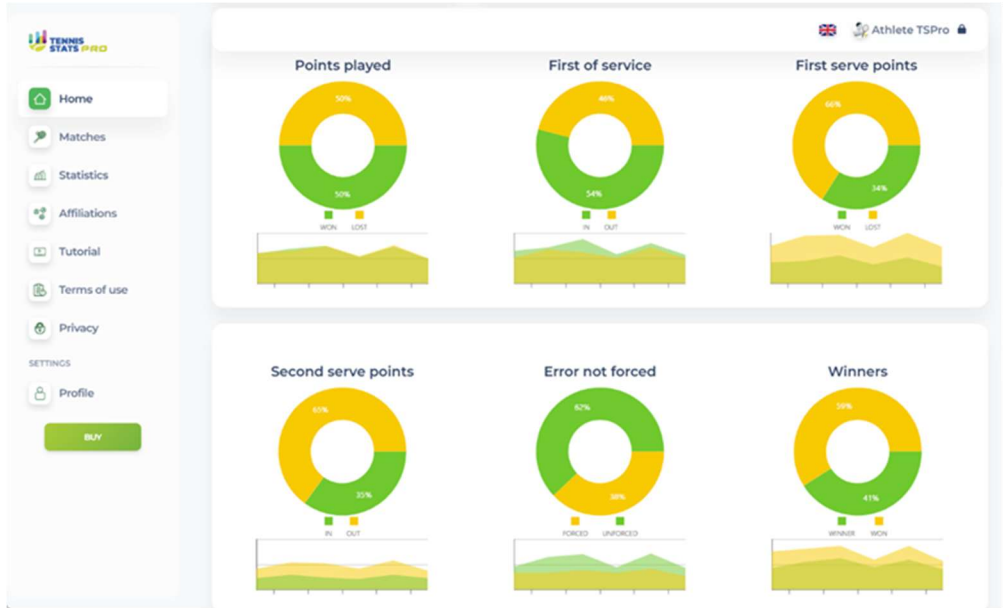 TENNIS
STATS PRO
Athlete TSPro
Home
Matches
Statistics
Affiliations
Tutorial
Terms of use
Privacy
SETTINGS
Profile
BUY
Points played
50%
50%
WON LOST
First of service
46%
54%
IN OUT
First serve points
66%
34%
WON LOST
Second serve points
65%
35%
IN OUT
Error not forced
62%
38%
FORCED UNFORCED
Winners
59%
41%
WINNER WON